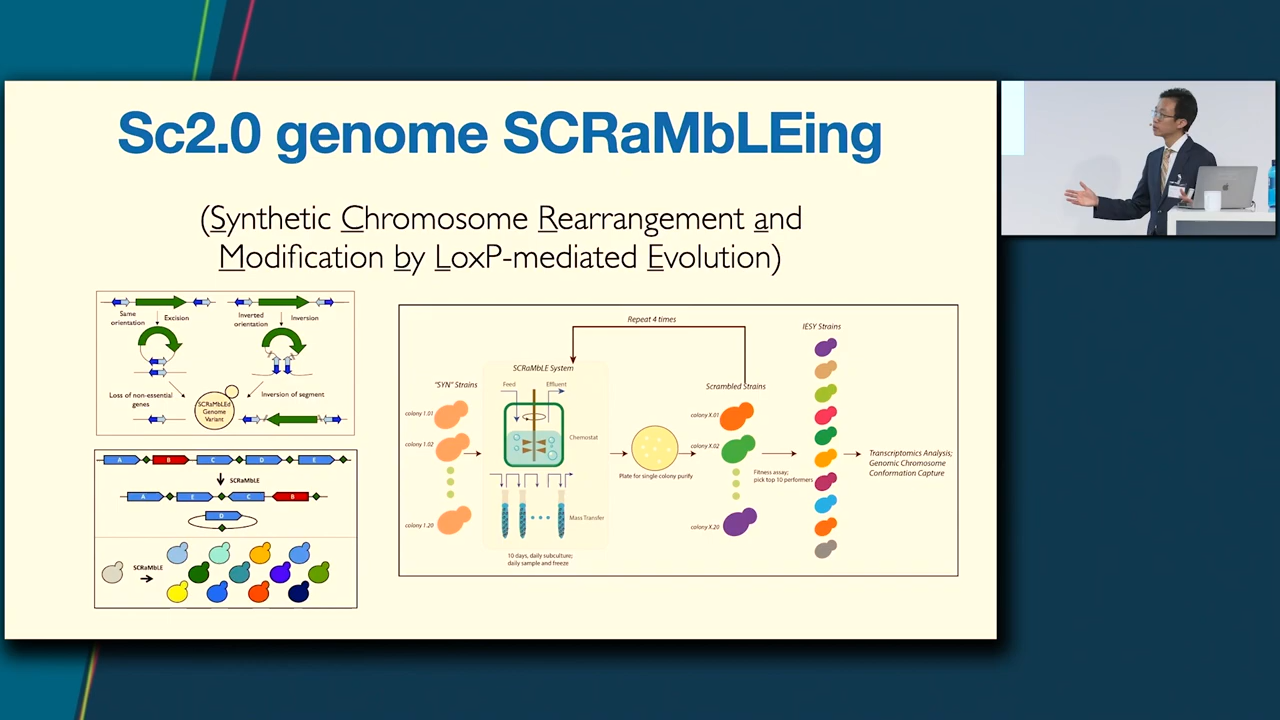 Sc2.0 genome SCRaMbLEing
(Synthetic Chromosome Rearrangement and
Modification by LoxP-mediated Evolution)
Same
orientation
Excision
Inverted
orientation
Inversion
Loss of non-essential
genes
SCRaMbLEd
Genome
Variant
Inversion of segment
A
B
C
D
E
SCRaMbLE
A
E
C
B
D
SCRaMbLE
Repeat 4 times
IESY Strains
SCRaMbLE System
"SYN" Strains
Feed
Effluent
Scrambled Strains
colony 1.01
colony X.01
colony 1.02
Chemostat
colony X.02
Transcriptomics Analysis;
Genomic Chromosome
Conformation Capture
Plate for single colony purify
Fitness assay;
pick top 10 performers
colony 1.20
Mass Transfer
colony X.20
10 days, daily subculture;
daily sample and freeze